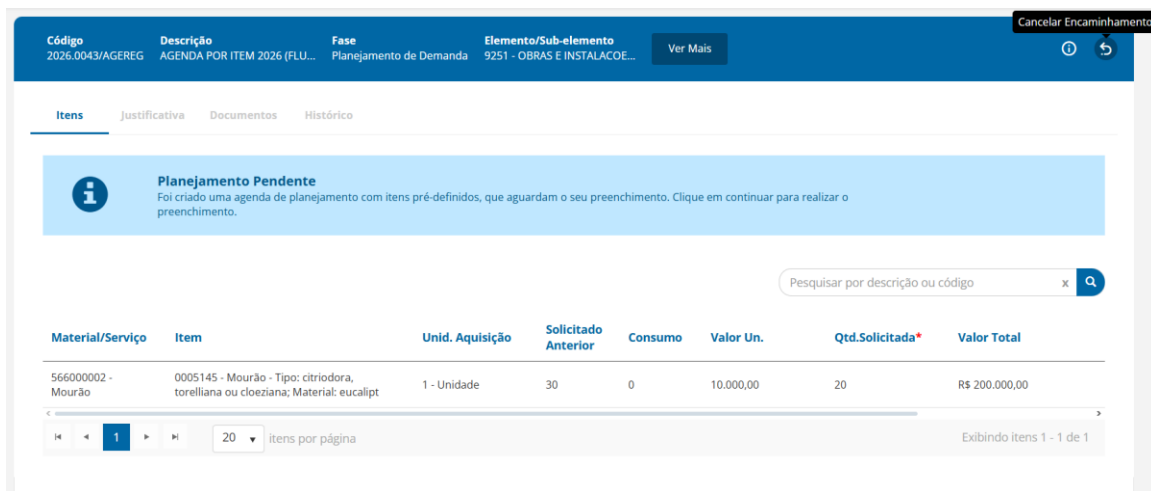 Cancelar Encaminhamento
Código Descrição Fase Elemento/Sub-elemento
2026.0043/AGEREG AGENDA POR ITEM 2026 (FLU... Planejamento de Demanda 9251 - OBRAS E INSTALACOE...
Ver Mais
Itens Justificativa Documentos Histórico
Planejamento Pendente
Foi criado uma agenda de planejamento com itens pré-definidos, que aguardam o seu preenchimento. Clique em continuar para realizar o
preenchimento.
Pesquisar por descrição ou código x
Material/Serviço Item Unid. Aquisição Solicitado Anterior Consumo Valor Un. Qtd.Solicitada* Valor Total
566000002 - Mourão 0005145 - Mourão - Tipo: citriodora, torelliana ou cloeziana; Material: eucalipt 1 - Unidade 30 0 10.000,00 20 R$ 200.000,00
1 20 itens por página Exibindo itens 1 - 1 de 1